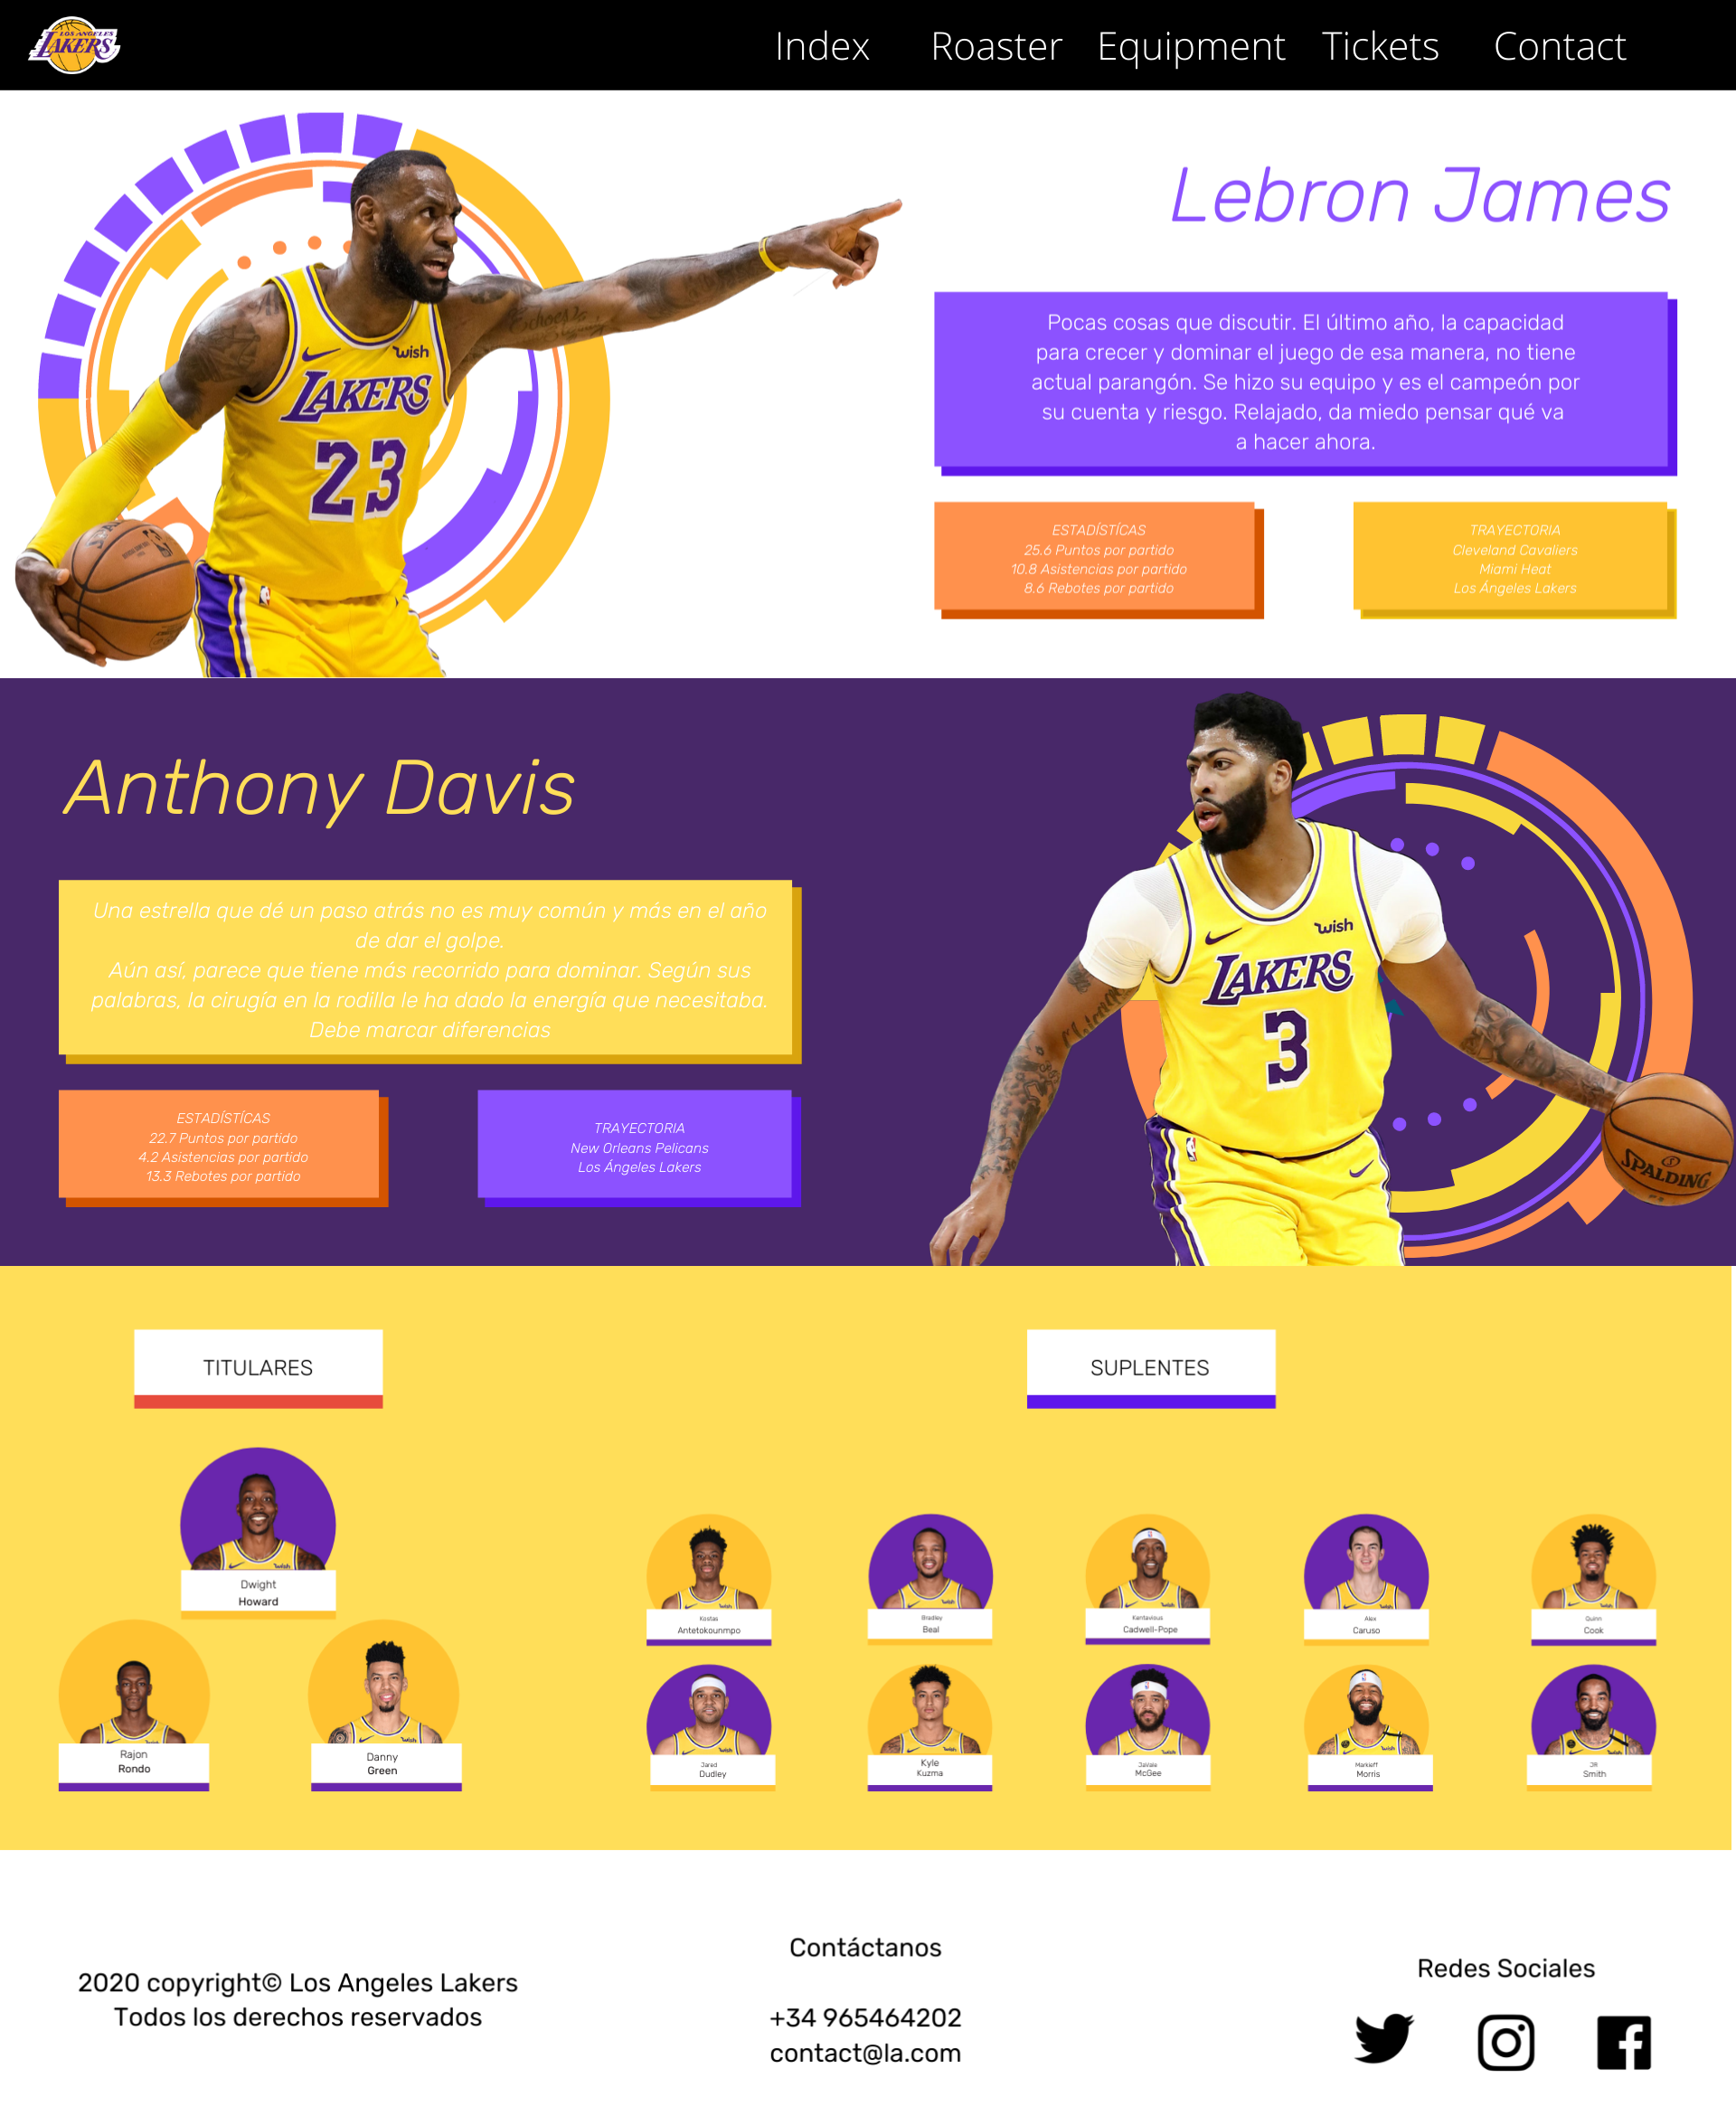 LOS ANGELES
LAKERS
Index Roaster Equipment Tickets Contact
Lebron James
wish
LAKERS
23
Pocas cosas que discutir. El último año, la capacidad
para crecer y dominar el juego de esa manera, no tiene
actual parangón. Se hizo su equipo y es el campeón por
su cuenta y riesgo. Relajado, da miedo pensar qué va
a hacer ahora.
ESTADÍSTÍCAS
25.6 Puntos por partido
10.8 Asistencias por partido
8.6 Rebotes por partido
TRAYECTORIA
Cleveland Cavaliers
Miami Heat
Los Ángeles Lakers
Anthony Davis
Una estrella que dé un paso atrás no es muy común y más en el año
de dar el golpe.
Aún así, parece que tiene más recorrido para dominar. Según sus
palabras, la cirugía en la rodilla le ha dado la energía que necesitaba.
Debe marcar diferencias
ESTADÍSTÍCAS
22.7 Puntos por partido
4.2 Asistencias por partido
13.3 Rebotes por partido
TRAYECTORIA
New Orleans Pelicans
Los Ángeles Lakers
wish
LAKERS
3
SPALDING
TITULARES
Dwight
Howard
Rajon
Rondo
Danny
Green
SUPLENTES
Kostas
Antetokounmpo
Bradley
Beal
Kentavious
Cadwell-Pope
Alex
Caruso
Quinn
Cook
Jared
Dudley
Kyle
Kuzma
JaVale
McGee
Markieff
Morris
JR
Smith
2020 copyright© Los Angeles Lakers
Todos los derechos reservados
Contáctanos
+34 965464202
contact@la.com
Redes Sociales